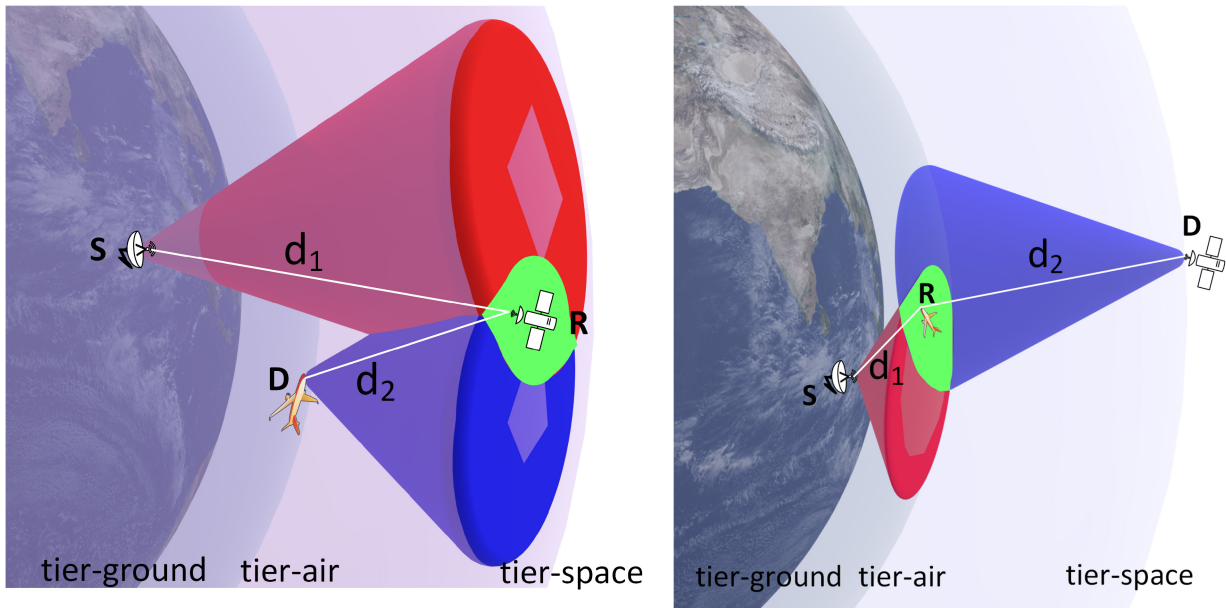 S
d1
R
D
d2
tier-ground
tier-air
tier-space
D
d2
R
d1
S
tier-ground
tier-air
tier-space